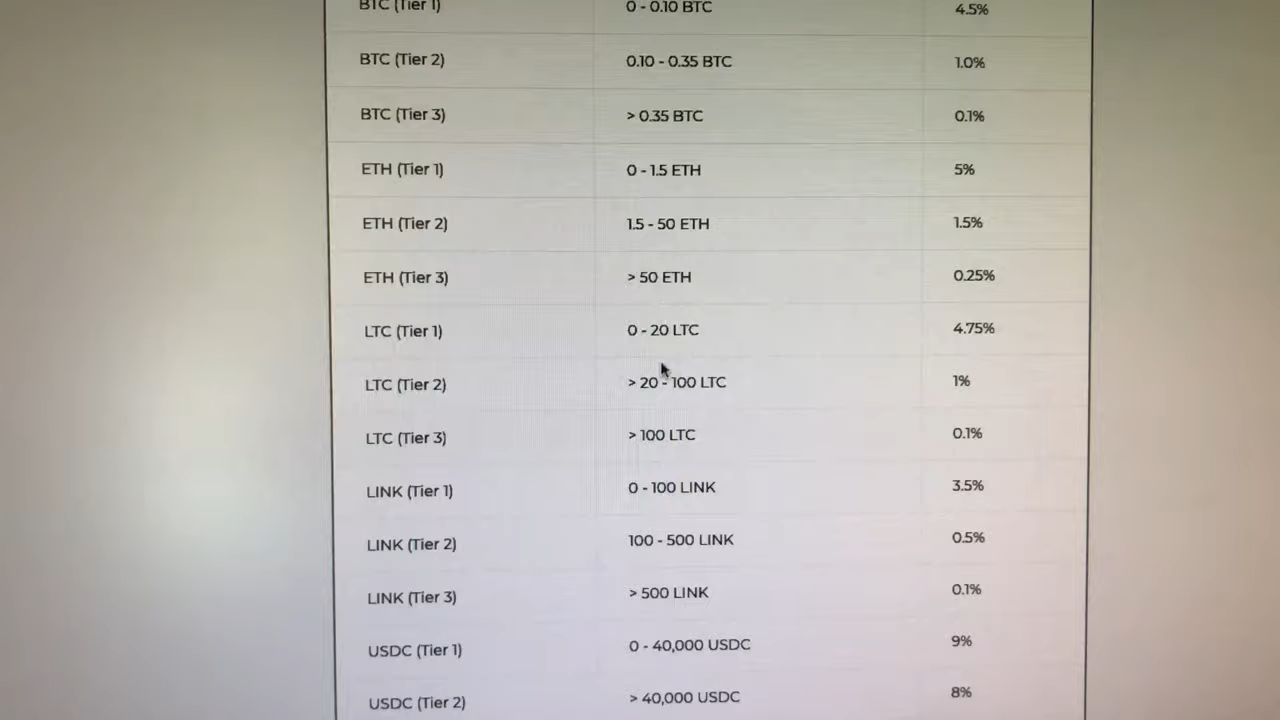 BTC (Tier 1) 0 - 0.10 BTC 4.5%
BTC (Tier 2) 0.10 - 0.35 BTC 1.0%
BTC (Tier 3) > 0.35 BTC 0.1%
ETH (Tier 1) 0 - 1.5 ETH 5%
ETH (Tier 2) 1.5 - 50 ETH 1.5%
ETH (Tier 3) > 50 ETH 0.25%
LTC (Tier 1) 0 - 20 LTC 4.75%
LTC (Tier 2) > 20 - 100 LTC 1%
LTC (Tier 3) > 100 LTC 0.1%
LINK (Tier 1) 0 - 100 LINK 3.5%
LINK (Tier 2) 100 - 500 LINK 0.5%
LINK (Tier 3) > 500 LINK 0.1%
USDC (Tier 1) 0 - 40,000 USDC 9%
USDC (Tier 2) > 40,000 USDC 8%